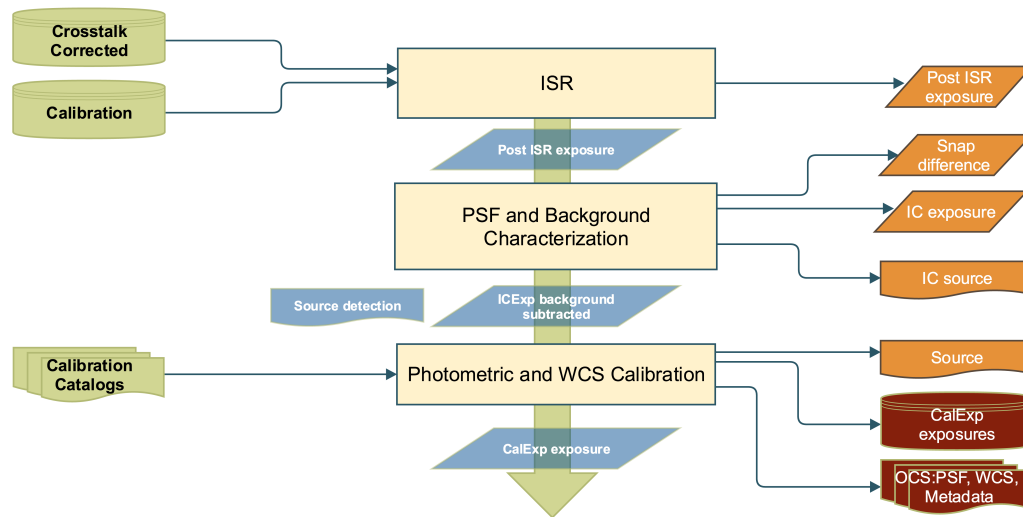 Crosstalk
Corrected
Calibration
ISR
Post ISR
exposure
Post ISR exposure
Snap
difference
PSF and Background
Characterization
IC exposure
IC source
Source detection
ICExp background
subtracted
Calibration
Catalogs
Photometric and WCS Calibration
Source
CalExp
exposures
CalExp exposure
OCS:PSF, WCS,
Metadata